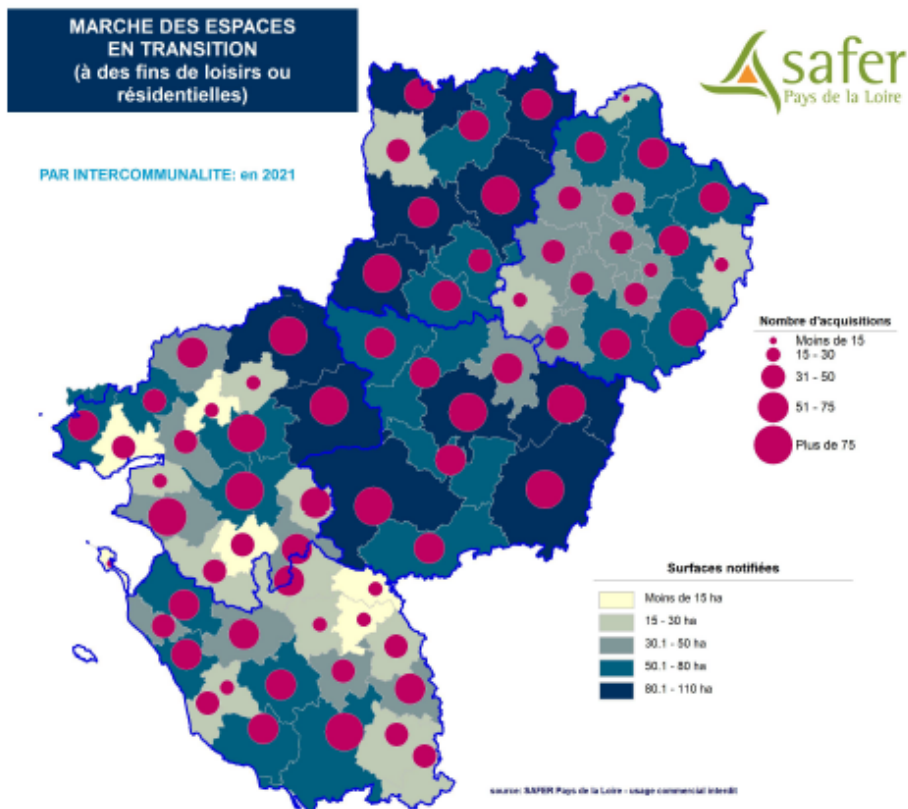 MARCHE DES ESPACES
EN TRANSITION
(à des fins de loisirs ou
résidentielles)
safer
Pays de la Loire
PAR INTERCOMMUNALITE: en 2021
Nombre d'acquisitions
Moins de 15
15 - 30
31 - 50
51 - 75
Plus de 75
Surfaces notifiées
Moins de 15 ha
15 - 30 ha
30.1 - 50 ha
50.1 - 80 ha
80.1 - 110 ha
source: SAFER Pays de la Loire - usage commercial interdit